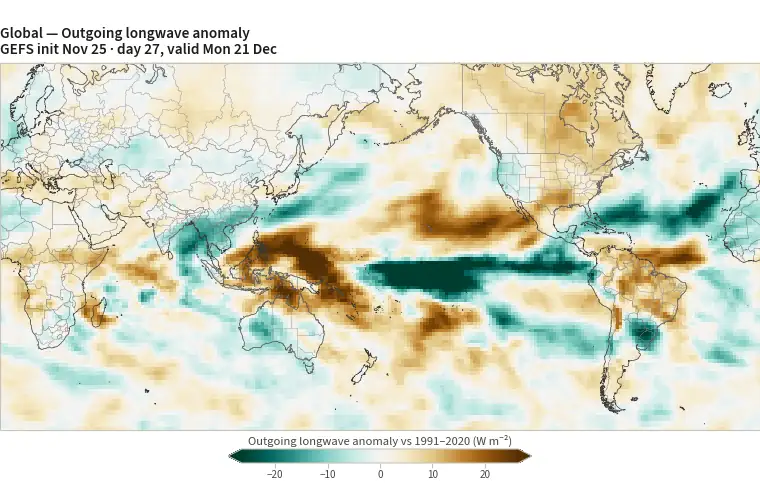 Global — Outgoing longwave anomaly
GEFS init Nov 25 · day 27, valid Mon 21 Dec
Outgoing longwave anomaly vs 1991–2020 (W m⁻²)
−20 −10 0 10 20